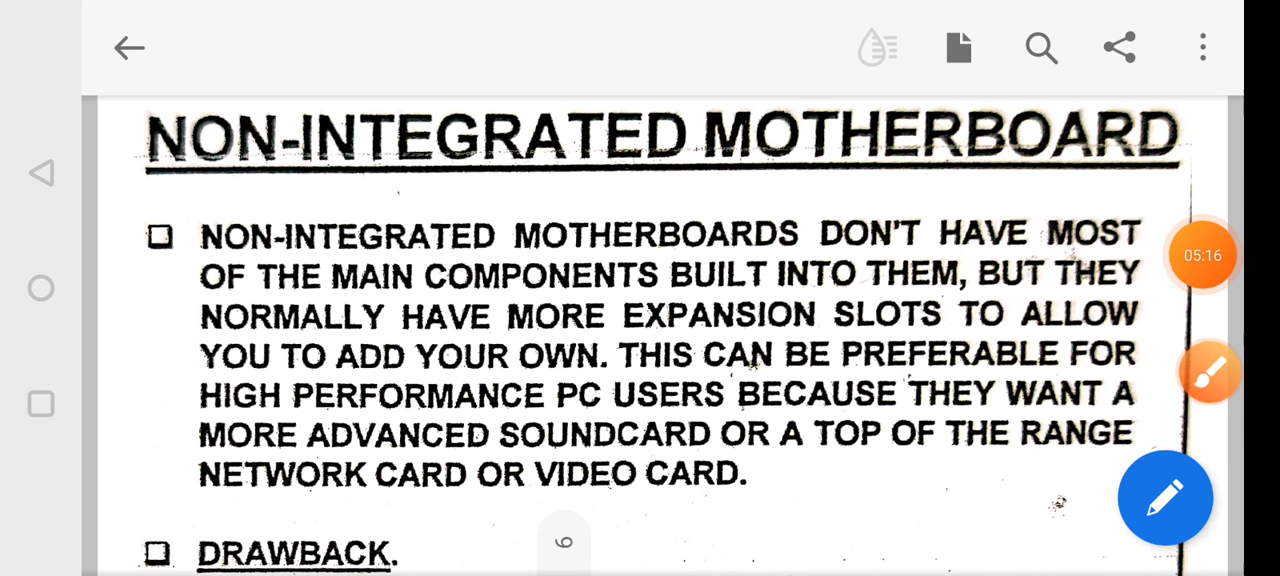 NON-INTEGRATED MOTHERBOARD
❑ NON-INTEGRATED MOTHERBOARDS DON'T HAVE MOST
OF THE MAIN COMPONENTS BUILT INTO THEM, BUT THEY
NORMALLY HAVE MORE EXPANSION SLOTS TO ALLOW
YOU TO ADD YOUR OWN. THIS CAN BE PREFERABLE FOR
HIGH PERFORMANCE PC USERS BECAUSE THEY WANT A
MORE ADVANCED SOUNDCARD OR A TOP OF THE RANGE
NETWORK CARD OR VIDEO CARD.
❑ DRAWBACK.
05:16
6